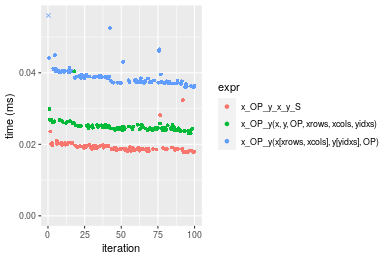 expr
x_OP_y_x_y_S
x_OP_y(x, y, OP, xrows, xcols, yidxs)
x_OP_y(x[xrows, xcols], y[yidxs], OP)
time (ms)
0.04
0.02
0.00
0 25 50 75 100
iteration